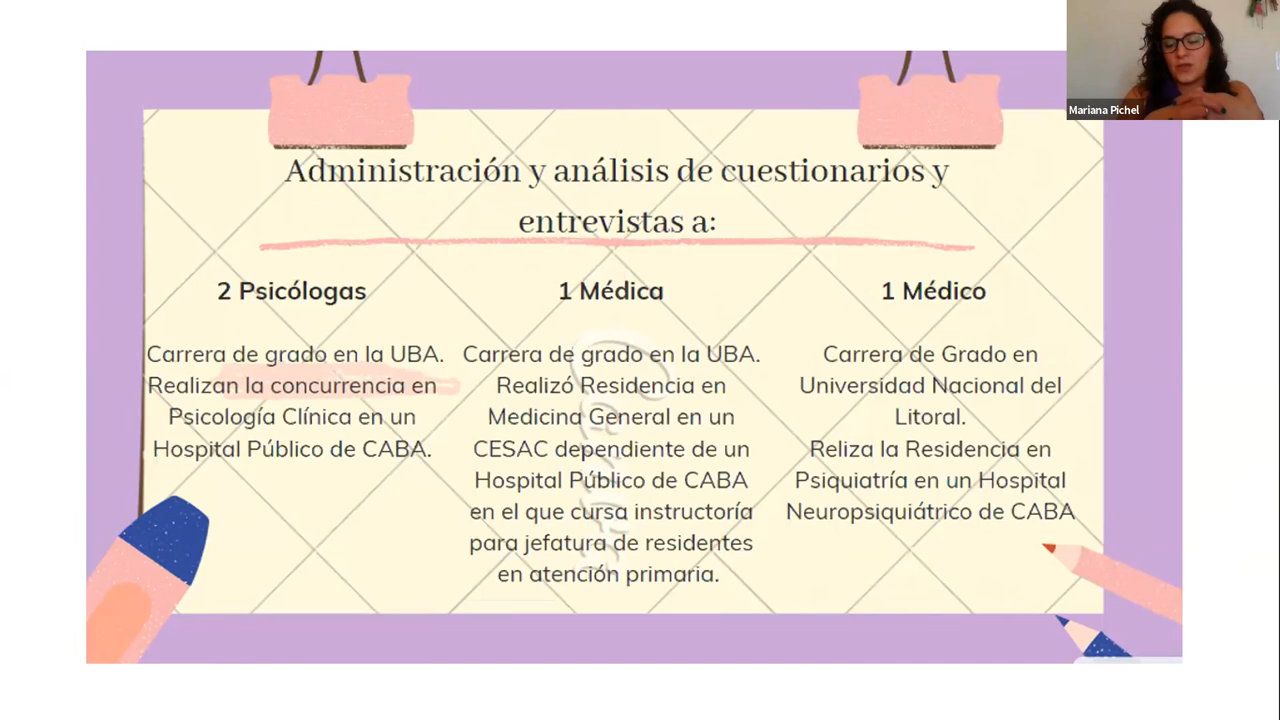 Mariana Pichel
Administración y análisis de cuestionarios y
entrevistas a:
2 Psicólogas
Carrera de grado en la UBA.
Realizan la concurrencia en
Psicología Clínica en un
Hospital Público de CABA.
1 Médica
Carrera de grado en la UBA.
Realizó Residencia en
Medicina General en un
CESAC dependiente de un
Hospital Público de CABA
en el que cursa instructoría
para jefatura de residentes
en atención primaria.
1 Médico
Carrera de Grado en
Universidad Nacional del
Litoral.
Reliza la Residencia en
Psiquiatría en un Hospital
Neuropsiquiátrico de CABA